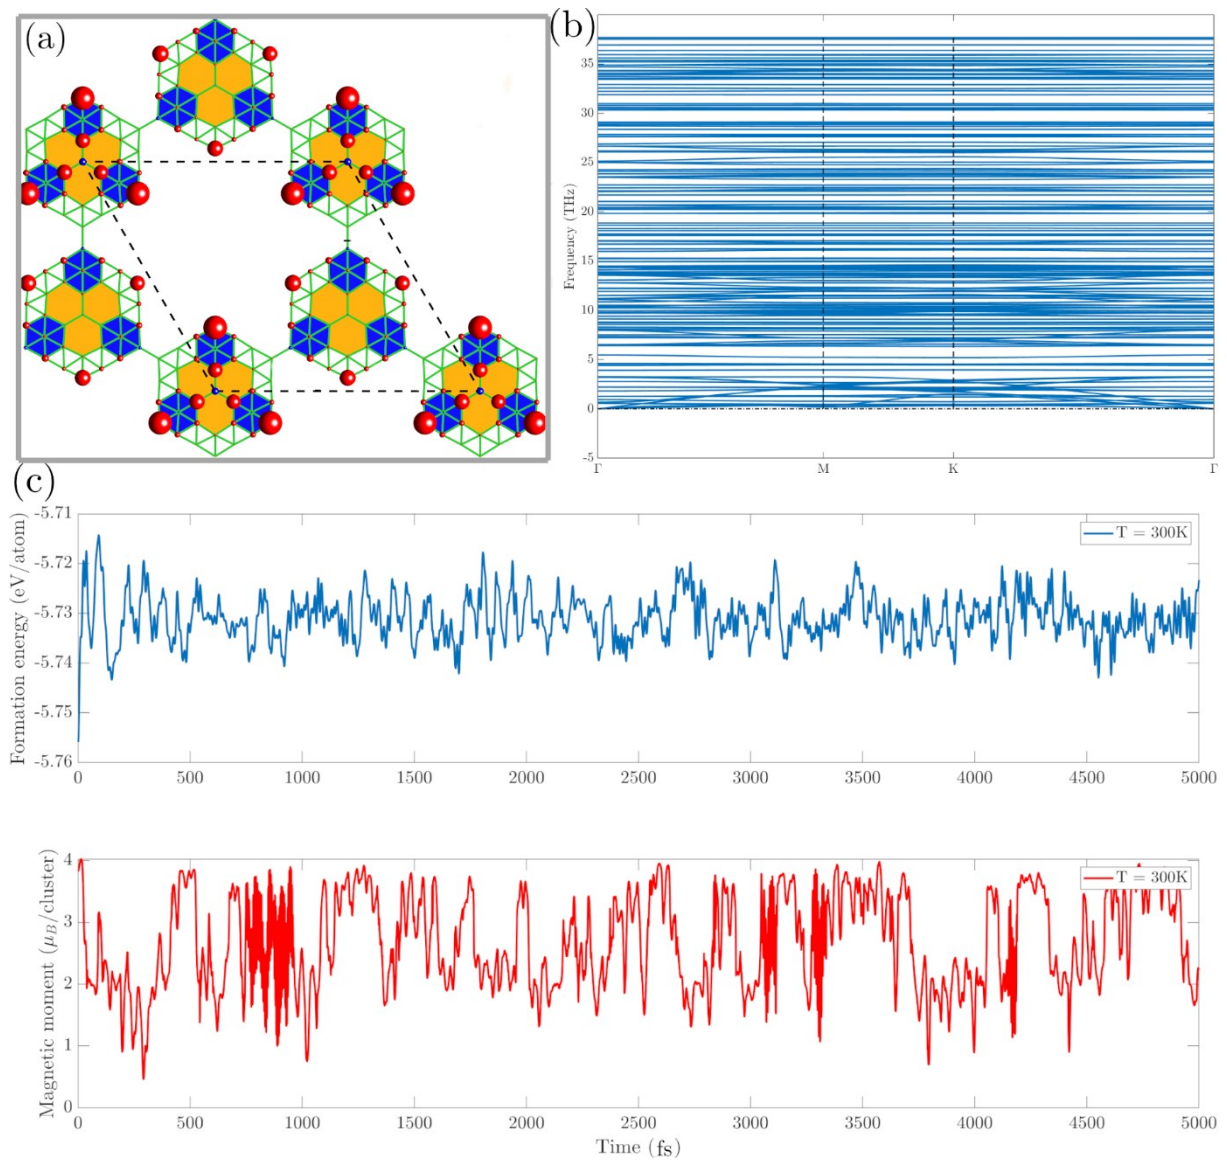 (a)
(b)
35
30
25
20
15
10
5
0
-5
Frequency (THz)
Γ M K Γ
(c)
-5.71
-5.72
-5.73
-5.74
-5.75
-5.76
Formation energy (eV/atom)
T = 300K
0 500 1000 1500 2000 2500 3000 3500 4000 4500 5000
4
3
2
1
0
Magnetic moment (μB/cluster)
T = 300K
0 500 1000 1500 2000 2500 3000 3500 4000 4500 5000
Time (fs)